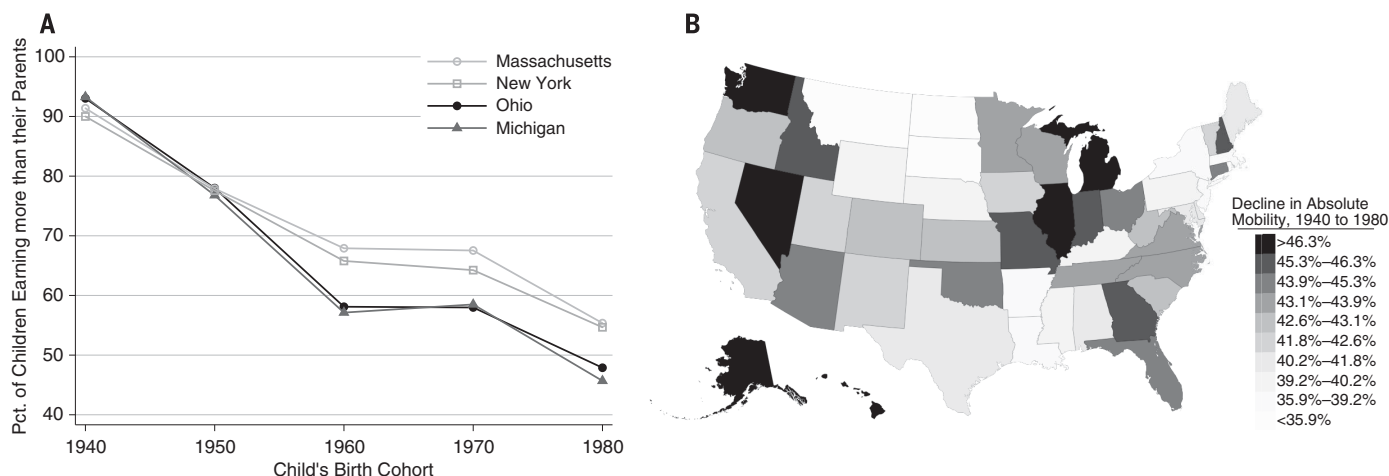 A
Pct. of Children Earning more than their Parents
100
90
80
70
60
50
40
1940
1950
1960
1970
1980
Child's Birth Cohort
Massachusetts
New York
Ohio
Michigan
B
Decline in Absolute
Mobility, 1940 to 1980
>46.3%
45.3%–46.3%
43.9%–45.3%
43.1%–43.9%
42.6%–43.1%
41.8%–42.6%
40.2%–41.8%
39.2%–40.2%
35.9%–39.2%
<35.9%